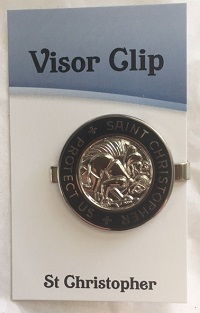 Visor Clip
SAINT CHRISTOPHER + PROTECT US +
St Christopher